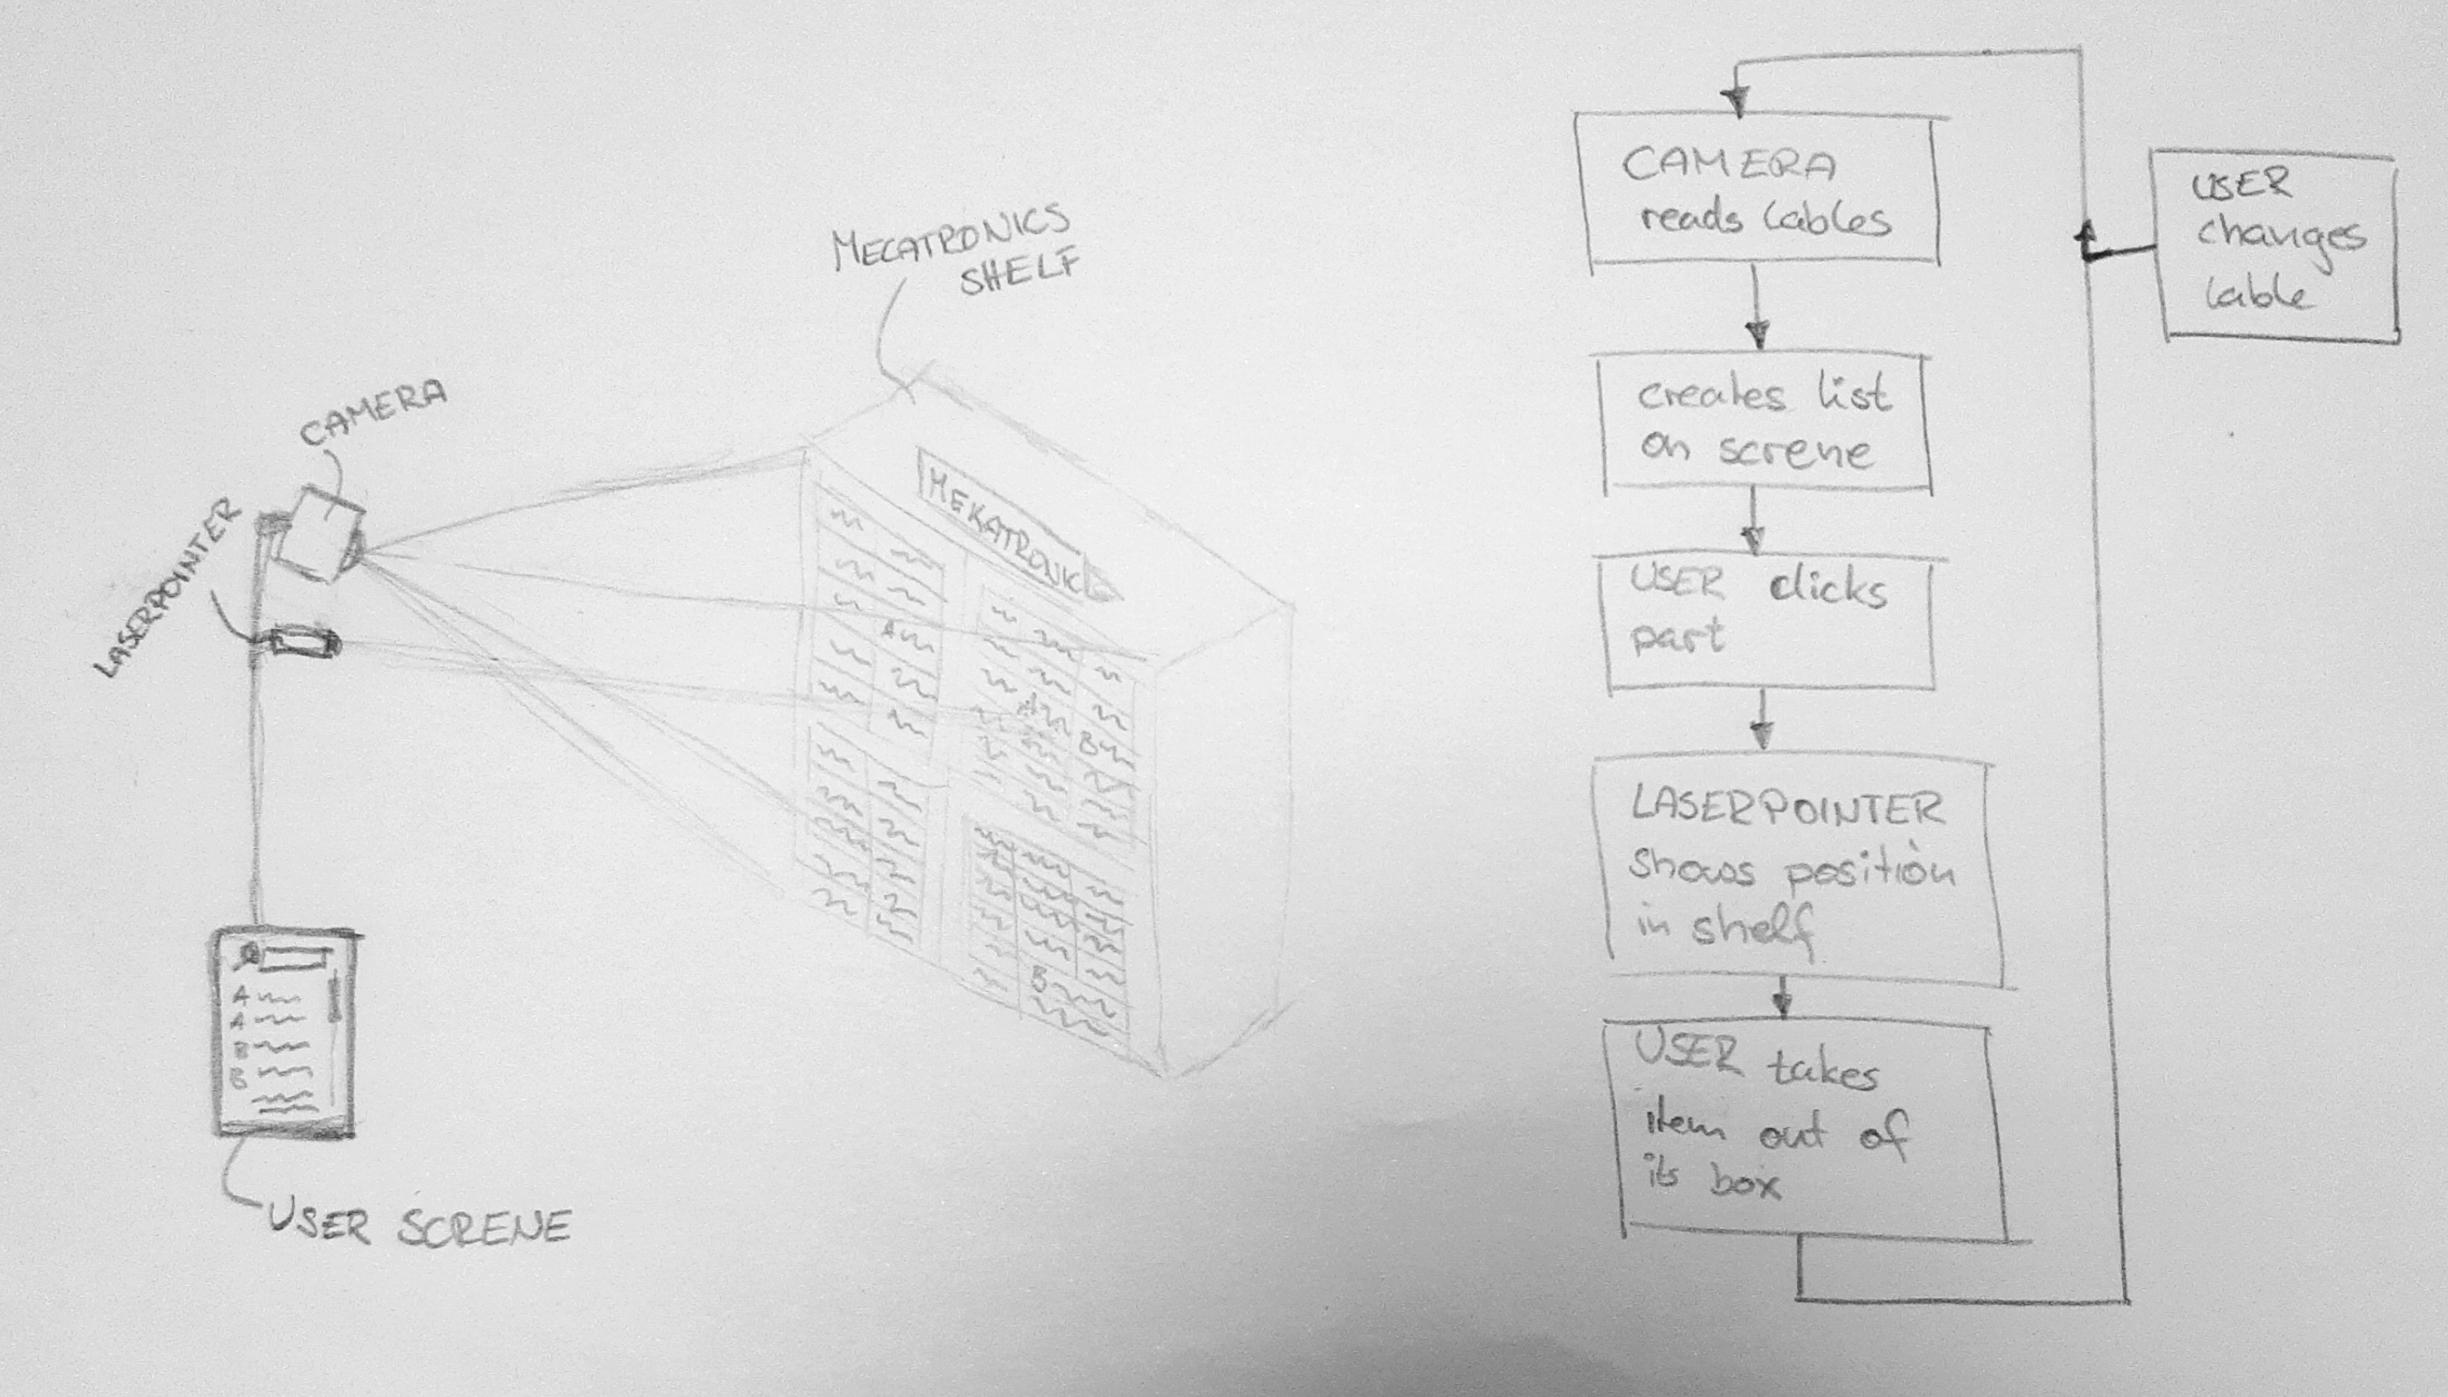 MECATRONICS
SHELF
CAMERA
LASERPOINTER
MEKATRONIK
A
A
B
B
A
A
B
B
USER SCRENE
CAMERA
reads lables
creates list
on screne
USER clicks
part
LASERPOINTER
shows position
in shelf
USER takes
item out of
its box
USER
changes
lable